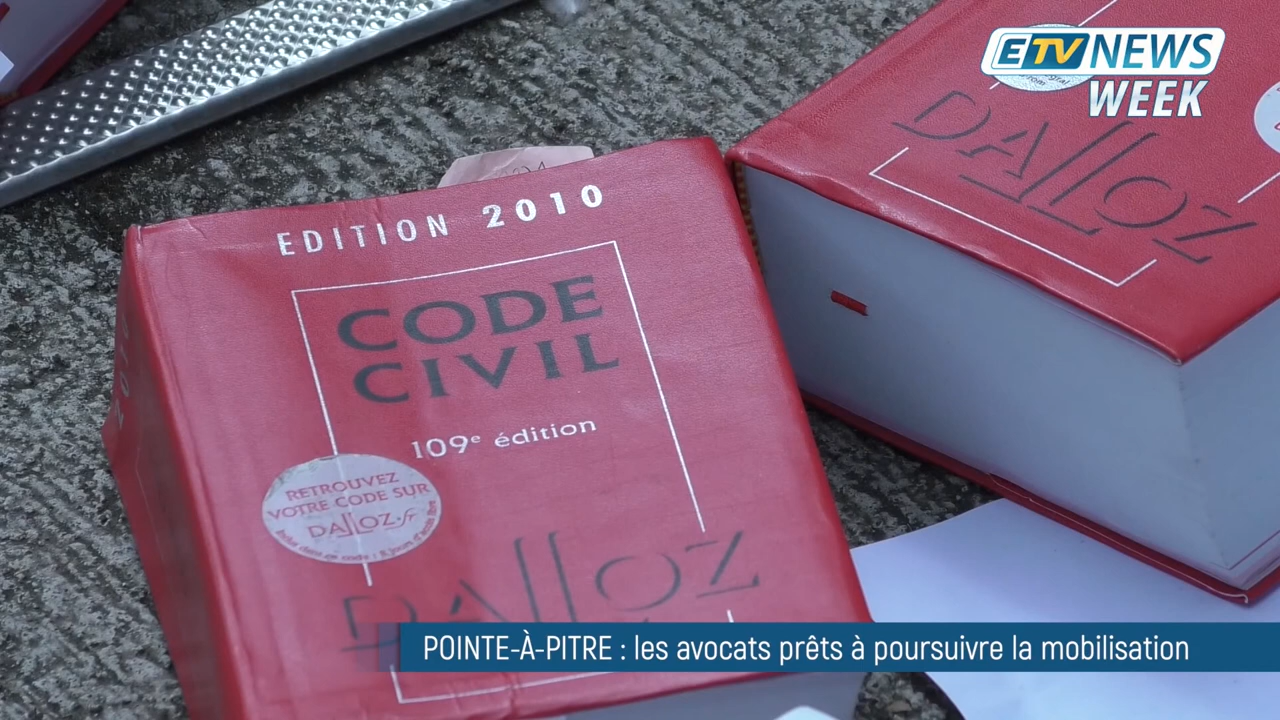 ETV NEWS
WEEK
EDITION 2010
CODE
CIVIL
109e édition
RETROUVEZ
VOTRE CODE SUR
DALLOZ.fr
DALLOZ
DALLOZ
POINTE-À-PITRE : les avocats prêts à poursuivre la mobilisation